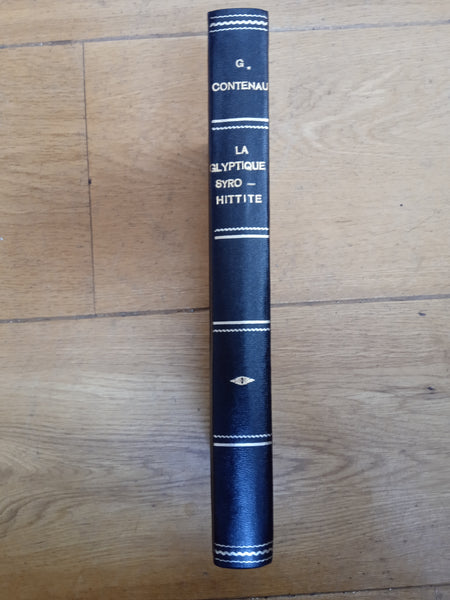 G.
CONTENAU
LA
GLYPTIQUE
SYRO –
HITTITE